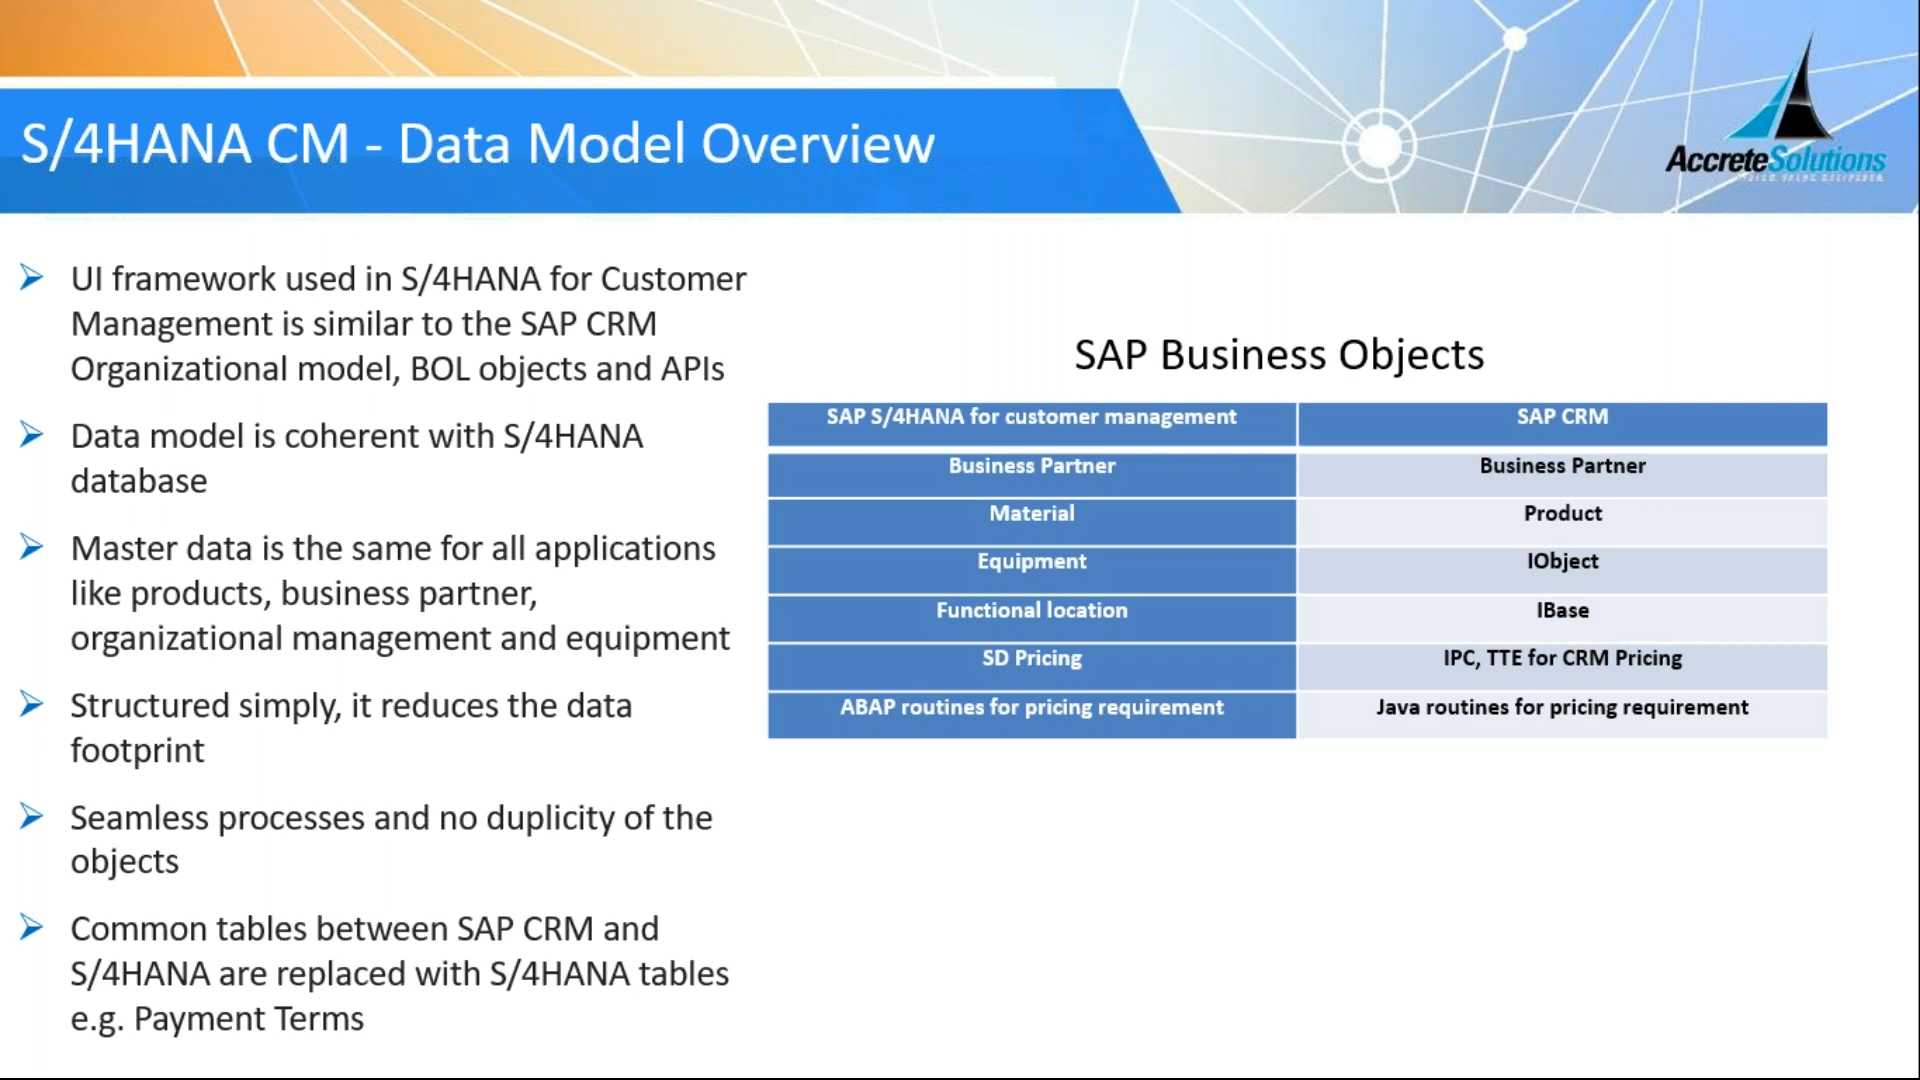 S/4HANA CM - Data Model Overview
AccreteSolutions
UI framework used in S/4HANA for Customer
Management is similar to the SAP CRM
Organizational model, BOL objects and APIs
Data model is coherent with S/4HANA
database
Master data is the same for all applications
like products, business partner,
organizational management and equipment
Structured simply, it reduces the data
footprint
Seamless processes and no duplicity of the
objects
Common tables between SAP CRM and
S/4HANA are replaced with S/4HANA tables
e.g. Payment Terms
SAP Business Objects
SAP S/4HANA for customer management SAP CRM
Business Partner Business Partner
Material Product
Equipment IObject
Functional location IBase
SD Pricing IPC, TTE for CRM Pricing
ABAP routines for pricing requirement Java routines for pricing requirement